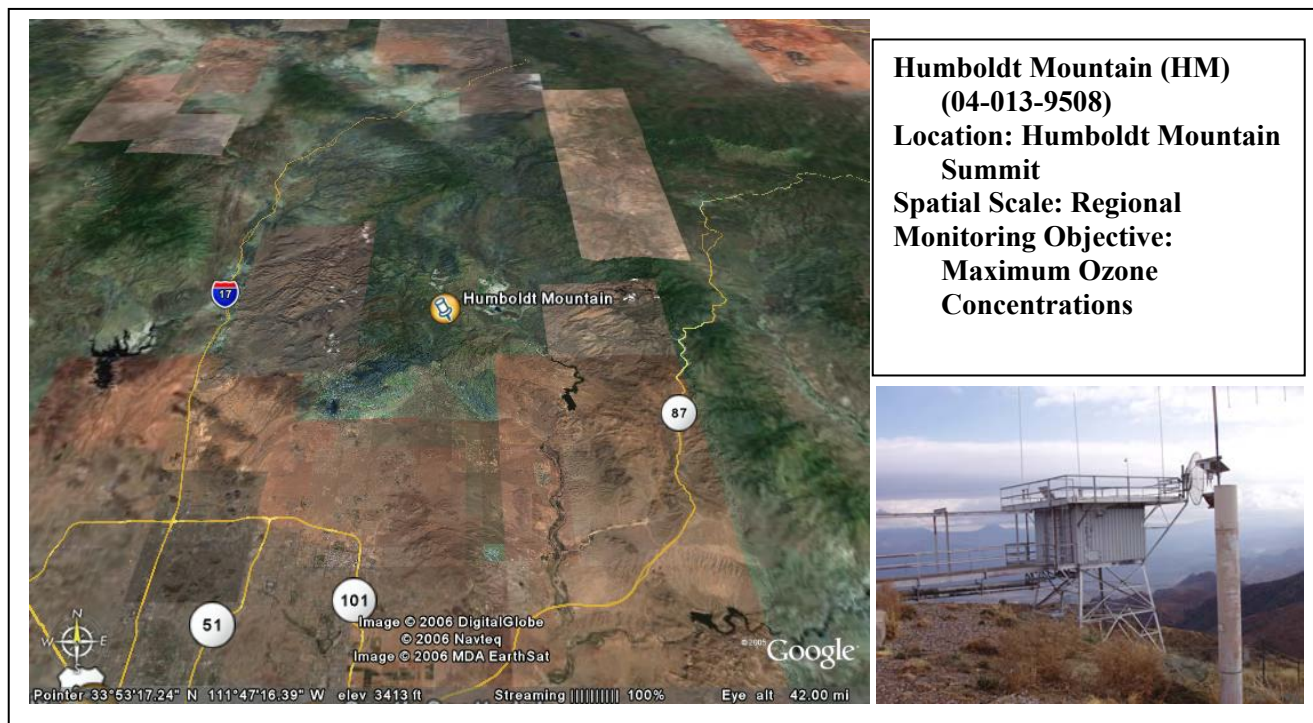 Humboldt Mountain (HM)
(04-013-9508)
Location: Humboldt Mountain
Summit
Spatial Scale: Regional
Monitoring Objective:
Maximum Ozone
Concentrations
17
Humboldt Mountain
87
101
51
N
W E
Image © 2006 DigitalGlobe
© 2006 Navteq
Image © 2006 MDA EarthSat
©2005 Google
Pointer 33°53'17.24" N 111°47'16.39" W elev 3413 ft Streaming |||||||||| 100% Eye alt 42.00 mi